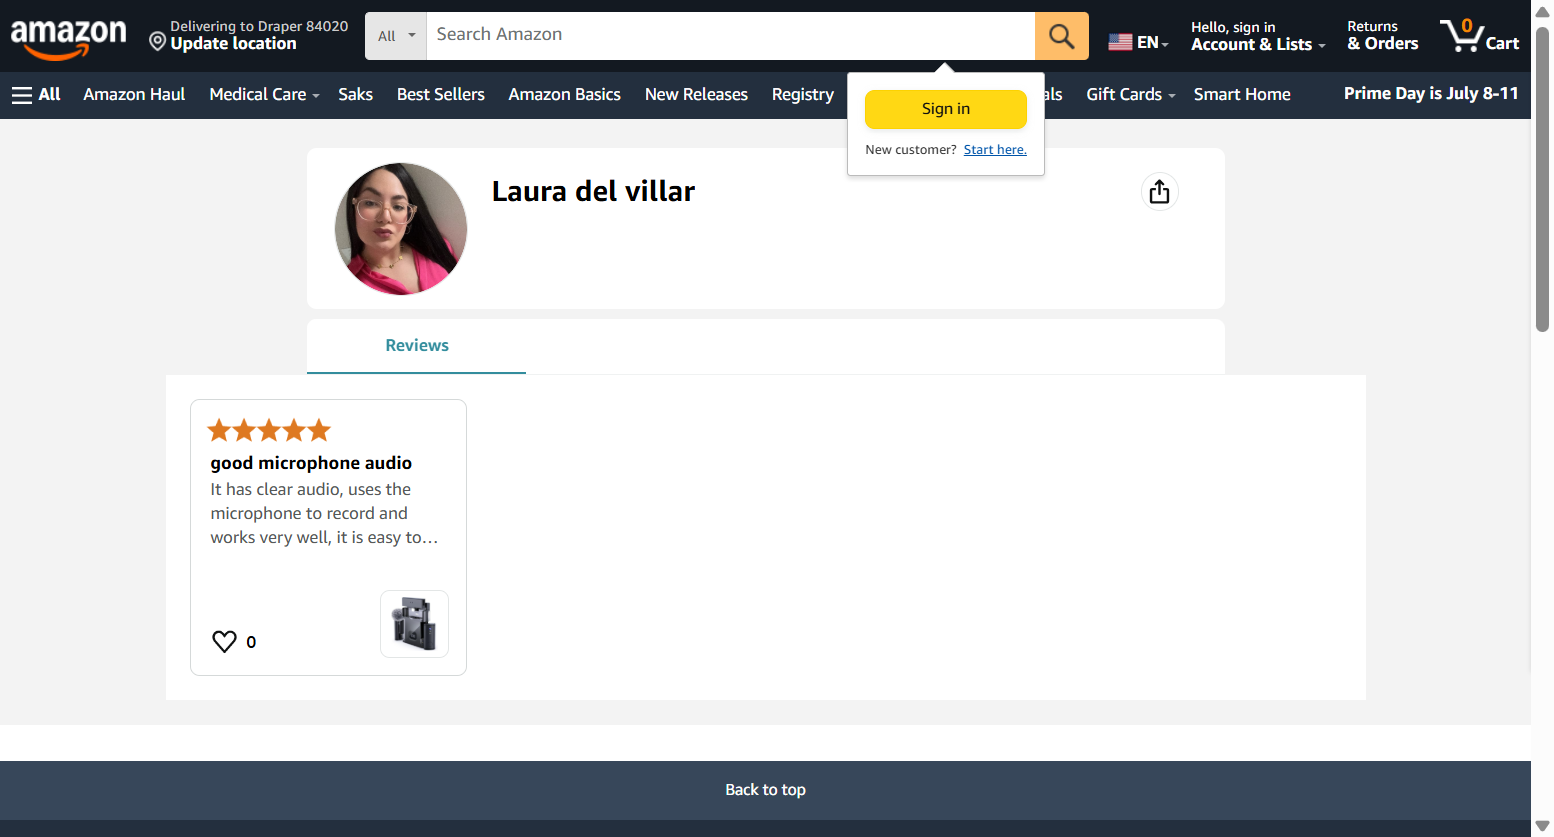 amazon
Delivering to Draper 84020
Update location
All
Search Amazon
EN
Hello, sign in
Account & Lists
Returns
& Orders
0
Cart
All
Amazon Haul
Medical Care
Saks
Best Sellers
Amazon Basics
New Releases
Registry
als
Gift Cards
Smart Home
Prime Day is July 8-11
Sign in
New customer? Start here.
Laura del villar
Reviews
good microphone audio
It has clear audio, uses the
microphone to record and
works very well, it is easy to…
0
Back to top